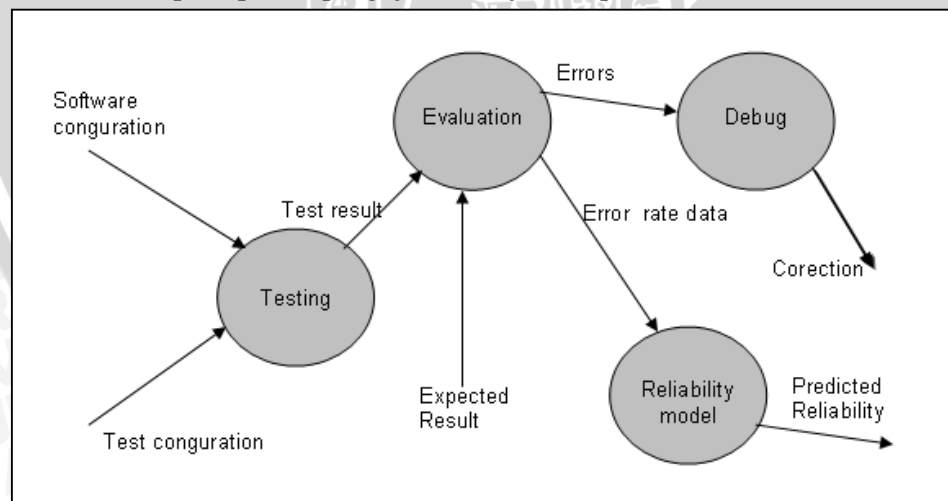 Software
conguration
Testing
Test conguration
Test result
Evaluation
Expected
Result
Errors
Debug
Corection
Error rate data
Reliability
model
Predicted
Reliability